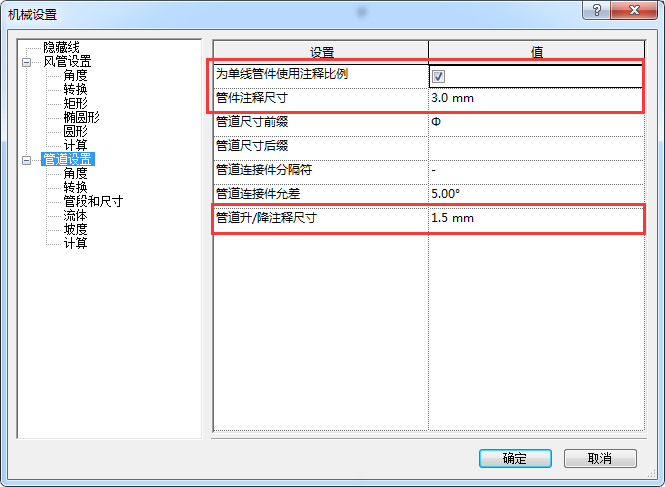 机械设置
隐藏线
风管设置
角度
转换
矩形
椭圆形
圆形
计算
管道设置
角度
转换
管段和尺寸
流体
坡度
计算
设置 值
为单线管件使用注释比例
管件注释尺寸 3.0 mm
管道尺寸前缀 Φ
管道尺寸后缀
管道连接件分隔符 -
管道连接件允差 5.00°
管道升/降注释尺寸 1.5 mm
确定 取消